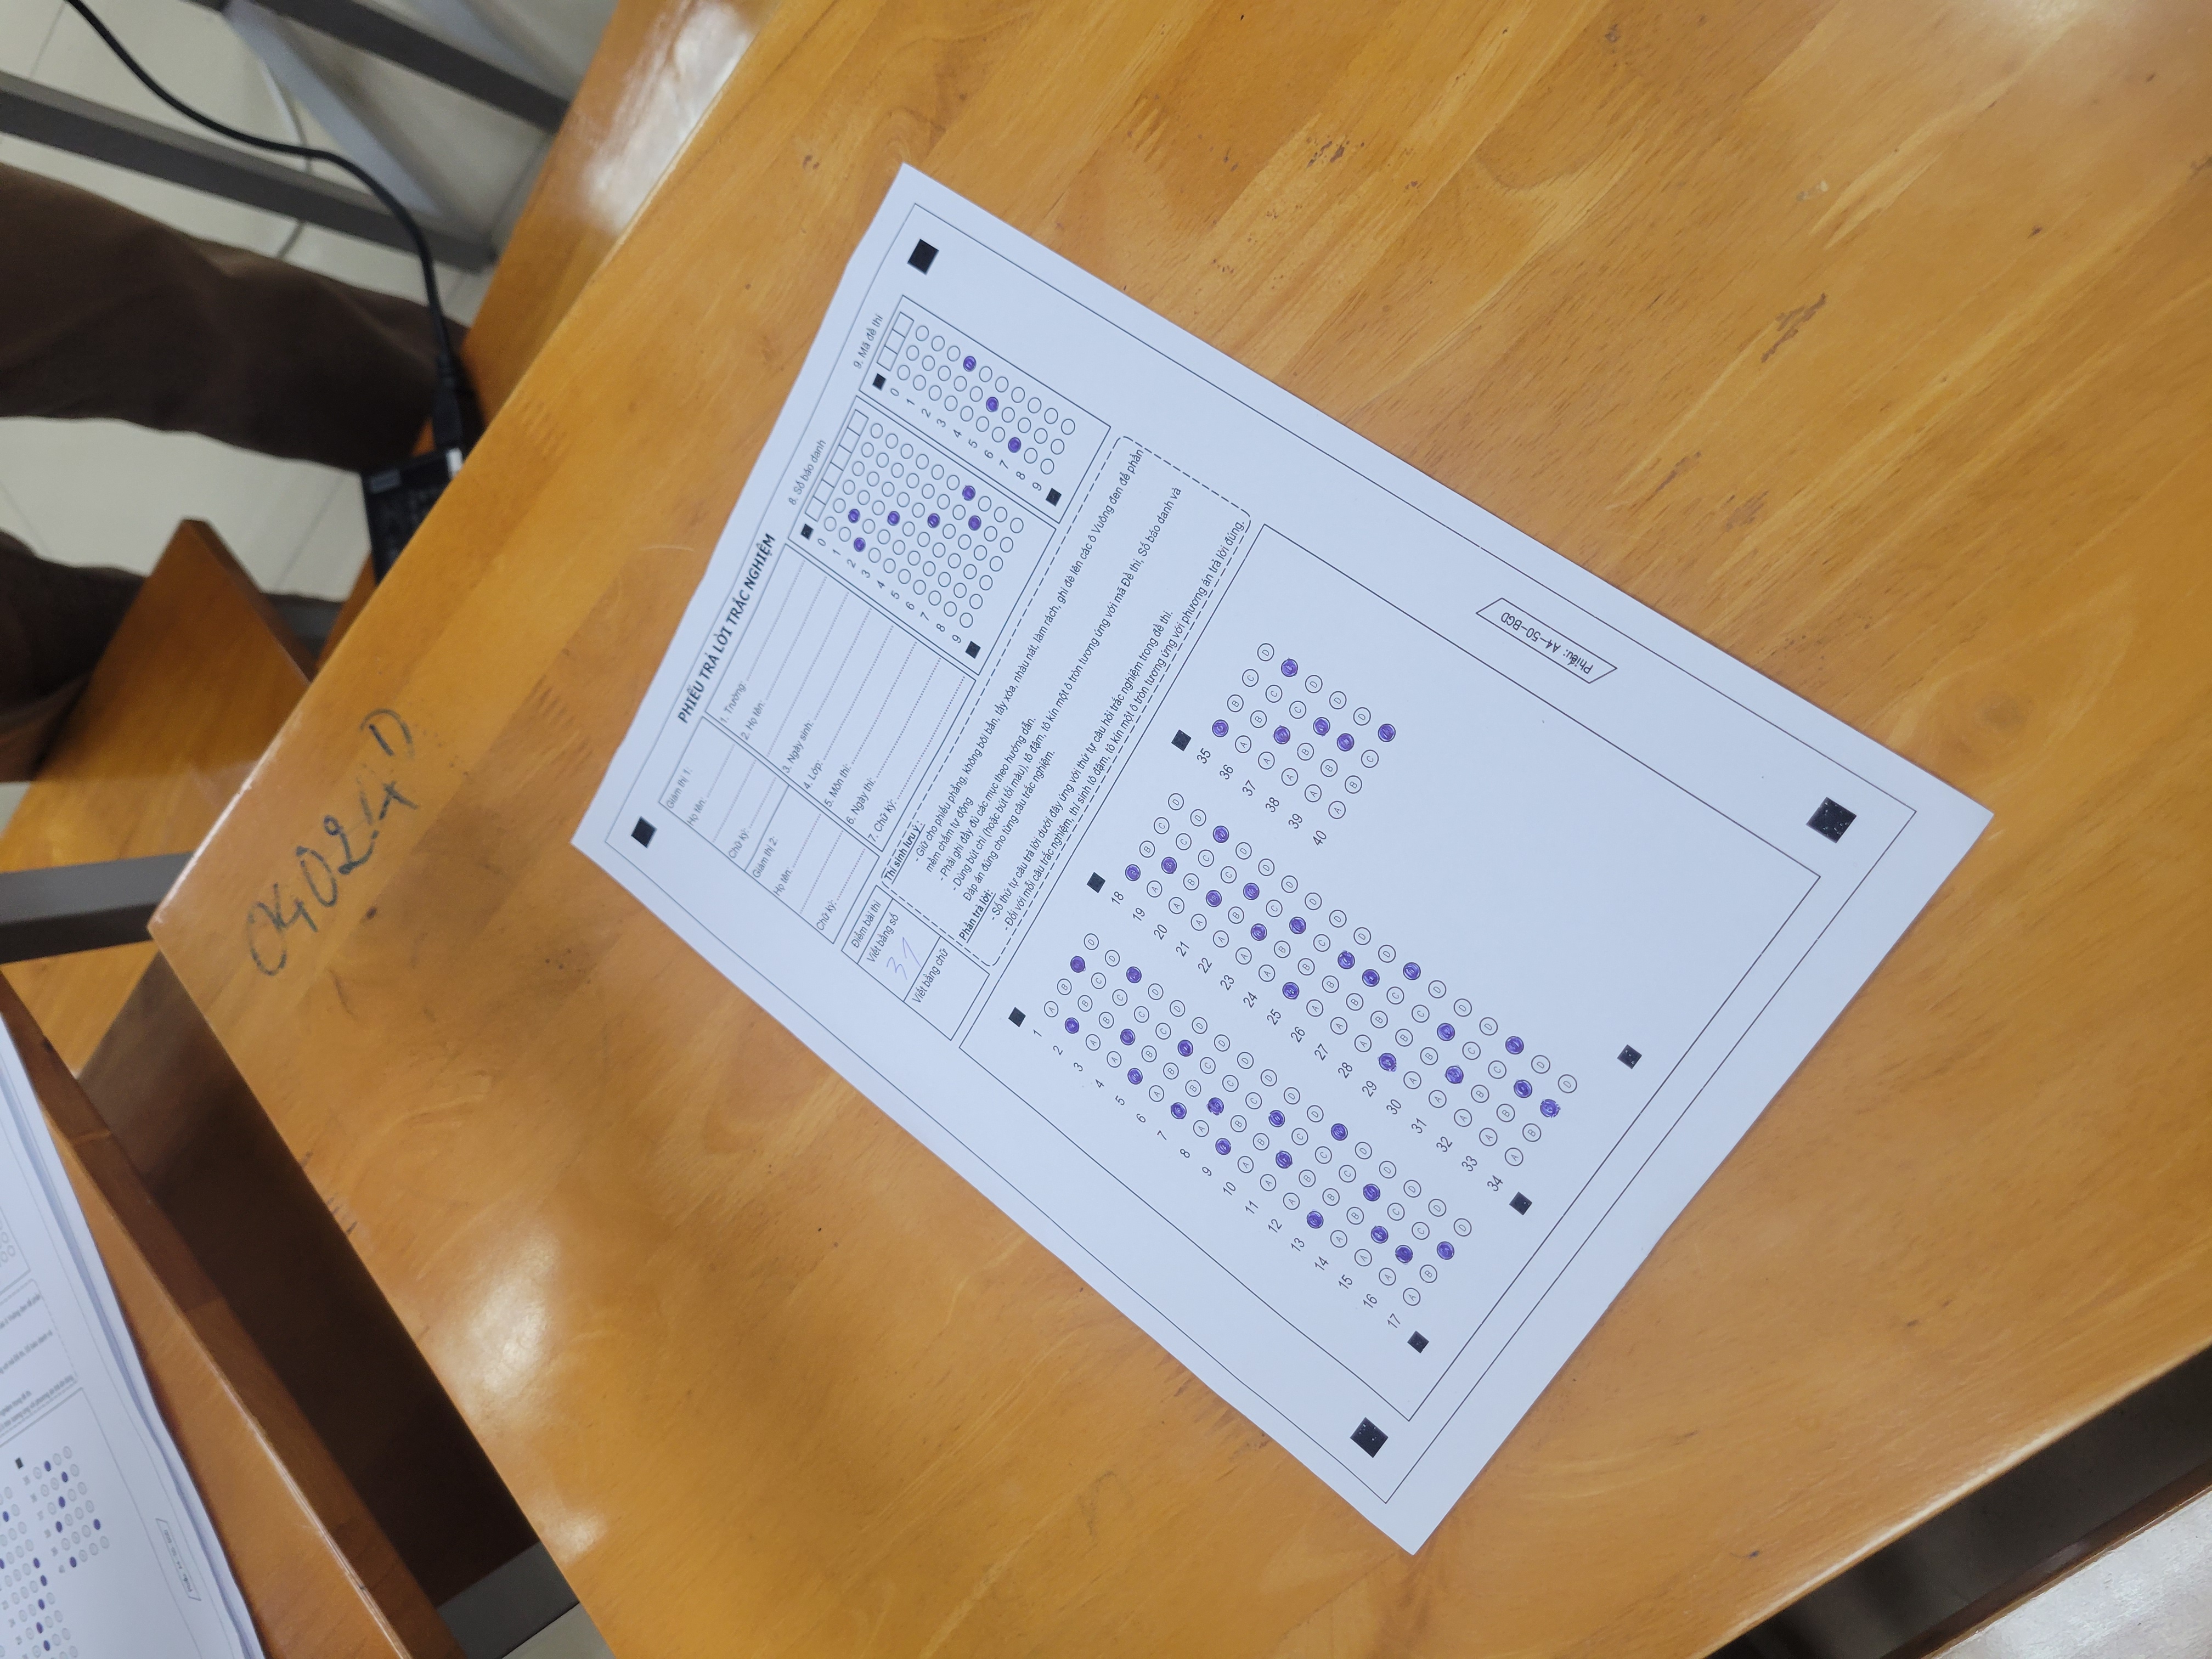 04024D
PHIẾU TRẢ LỜI TRẮC NGHIỆM
Giám thị 1:
Họ tên:
Chữ ký:
Giám thị 2:
Họ tên:
Chữ ký:
1. Trường:
2. Họ tên:
3. Ngày sinh:
4. Lớp:
5. Môn thi:
6. Ngày thi:
7. Chữ ký:
8. Số báo danh
0
1
2
3
4
5
6
7
8
9
9. Mã đề thi
0
1
2
3
4
5
6
7
8
9
Điểm bài thi
Viết bằng số
31
Viết bằng chữ
Thí sinh lưu ý:
- Giữ cho phiếu phẳng, không bôi bẩn, tẩy xóa, nhàu nát, làm rách, ghi đè lên các ô Vuông đen để phần
mềm chấm tự động
- Phải ghi đầy đủ các mục theo hướng dẫn.
- Dùng bút chì (hoặc bút tối màu), tô đậm, tô kín một ô tròn tương ứng với mã Đề thi, Số báo danh và
Đáp án đúng cho từng câu trắc nghiệm.
Phần trả lời:
- Số thứ tự câu trả lời dưới đây ứng với thứ tự câu hỏi trắc nghiệm trong đề thi.
- Đối với mỗi câu trắc nghiệm, thí sinh tô đậm, tô kín một ô tròn tương ứng với phương án trả lời đúng.
1 A B D
2 B C D
3 A B C D
4 A C
5 B C D
6 A B D
7 B C D
8 A C D
9 B C D
10 A B D
11 A C D
12 A B C
13 B C D
14 A B D
15 A C D
16 A C D
17 A B D
18 B C D
19 A C D
20 A B C
21 A C D
22 A B D
23 A C D
24 A B D
25 B C D
26 A B D
27 A B D
28 A B C
29 B C D
30 A B D
31 A C D
32 A B C
33 A B D
34 A B D
35 B C D
36 A B C
37 A C D
38 A B D
39 A B D
40 A B C
Phiếu: A4-50-BGD